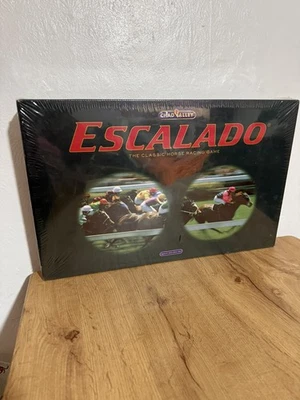 ESCALADO
THE CLASSIC HORSE RACING GAME